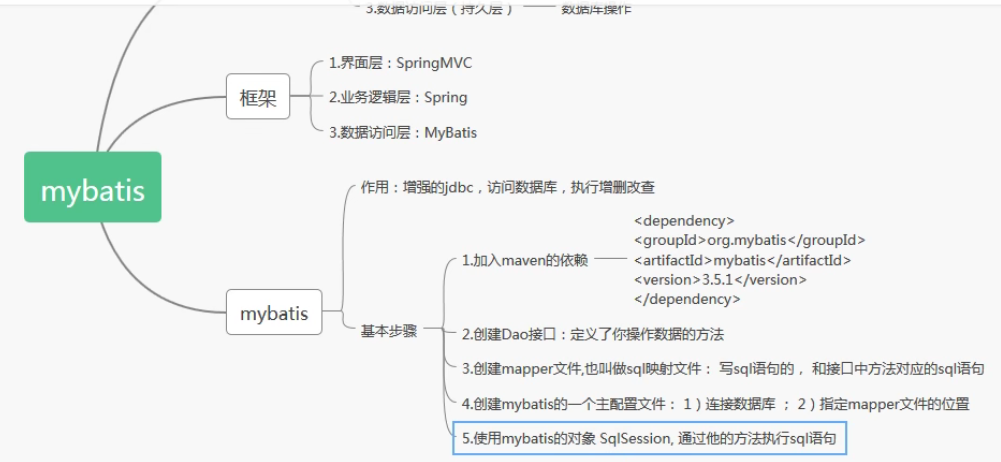 3.数据访问层（持久层）
数据库操作
框架
1.界面层：SpringMVC
2.业务逻辑层：Spring
3.数据访问层：MyBatis
mybatis
作用：增强的jdbc，访问数据库，执行增删改查
<dependency>
<groupId>org.mybatis</groupId>
1.加入maven的依赖
<artifactId>mybatis</artifactId>
<version>3.5.1</version>
</dependency>
mybatis
基本步骤
2.创建Dao接口：定义了你操作数据的方法
3.创建mapper文件,也叫做sql映射文件： 写sql语句的， 和接口中方法对应的sql语句
4.创建mybatis的一个主配置文件： 1）连接数据库 ； 2）指定mapper文件的位置
5.使用mybatis的对象 SqlSession, 通过他的方法执行sql语句